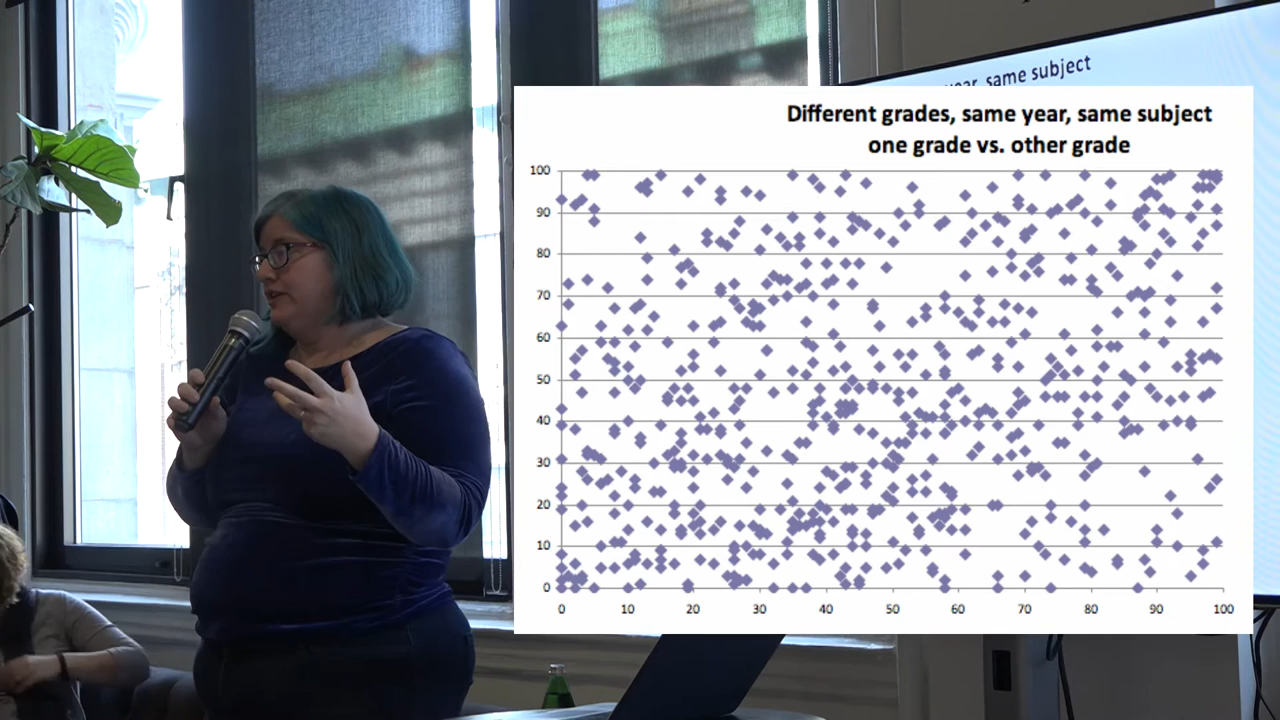 year, same subject
Different grades, same year, same subject
one grade vs. other grade
100
90
80
70
60
50
40
30
20
10
0
0 10 20 30 40 50 60 70 80 90 100